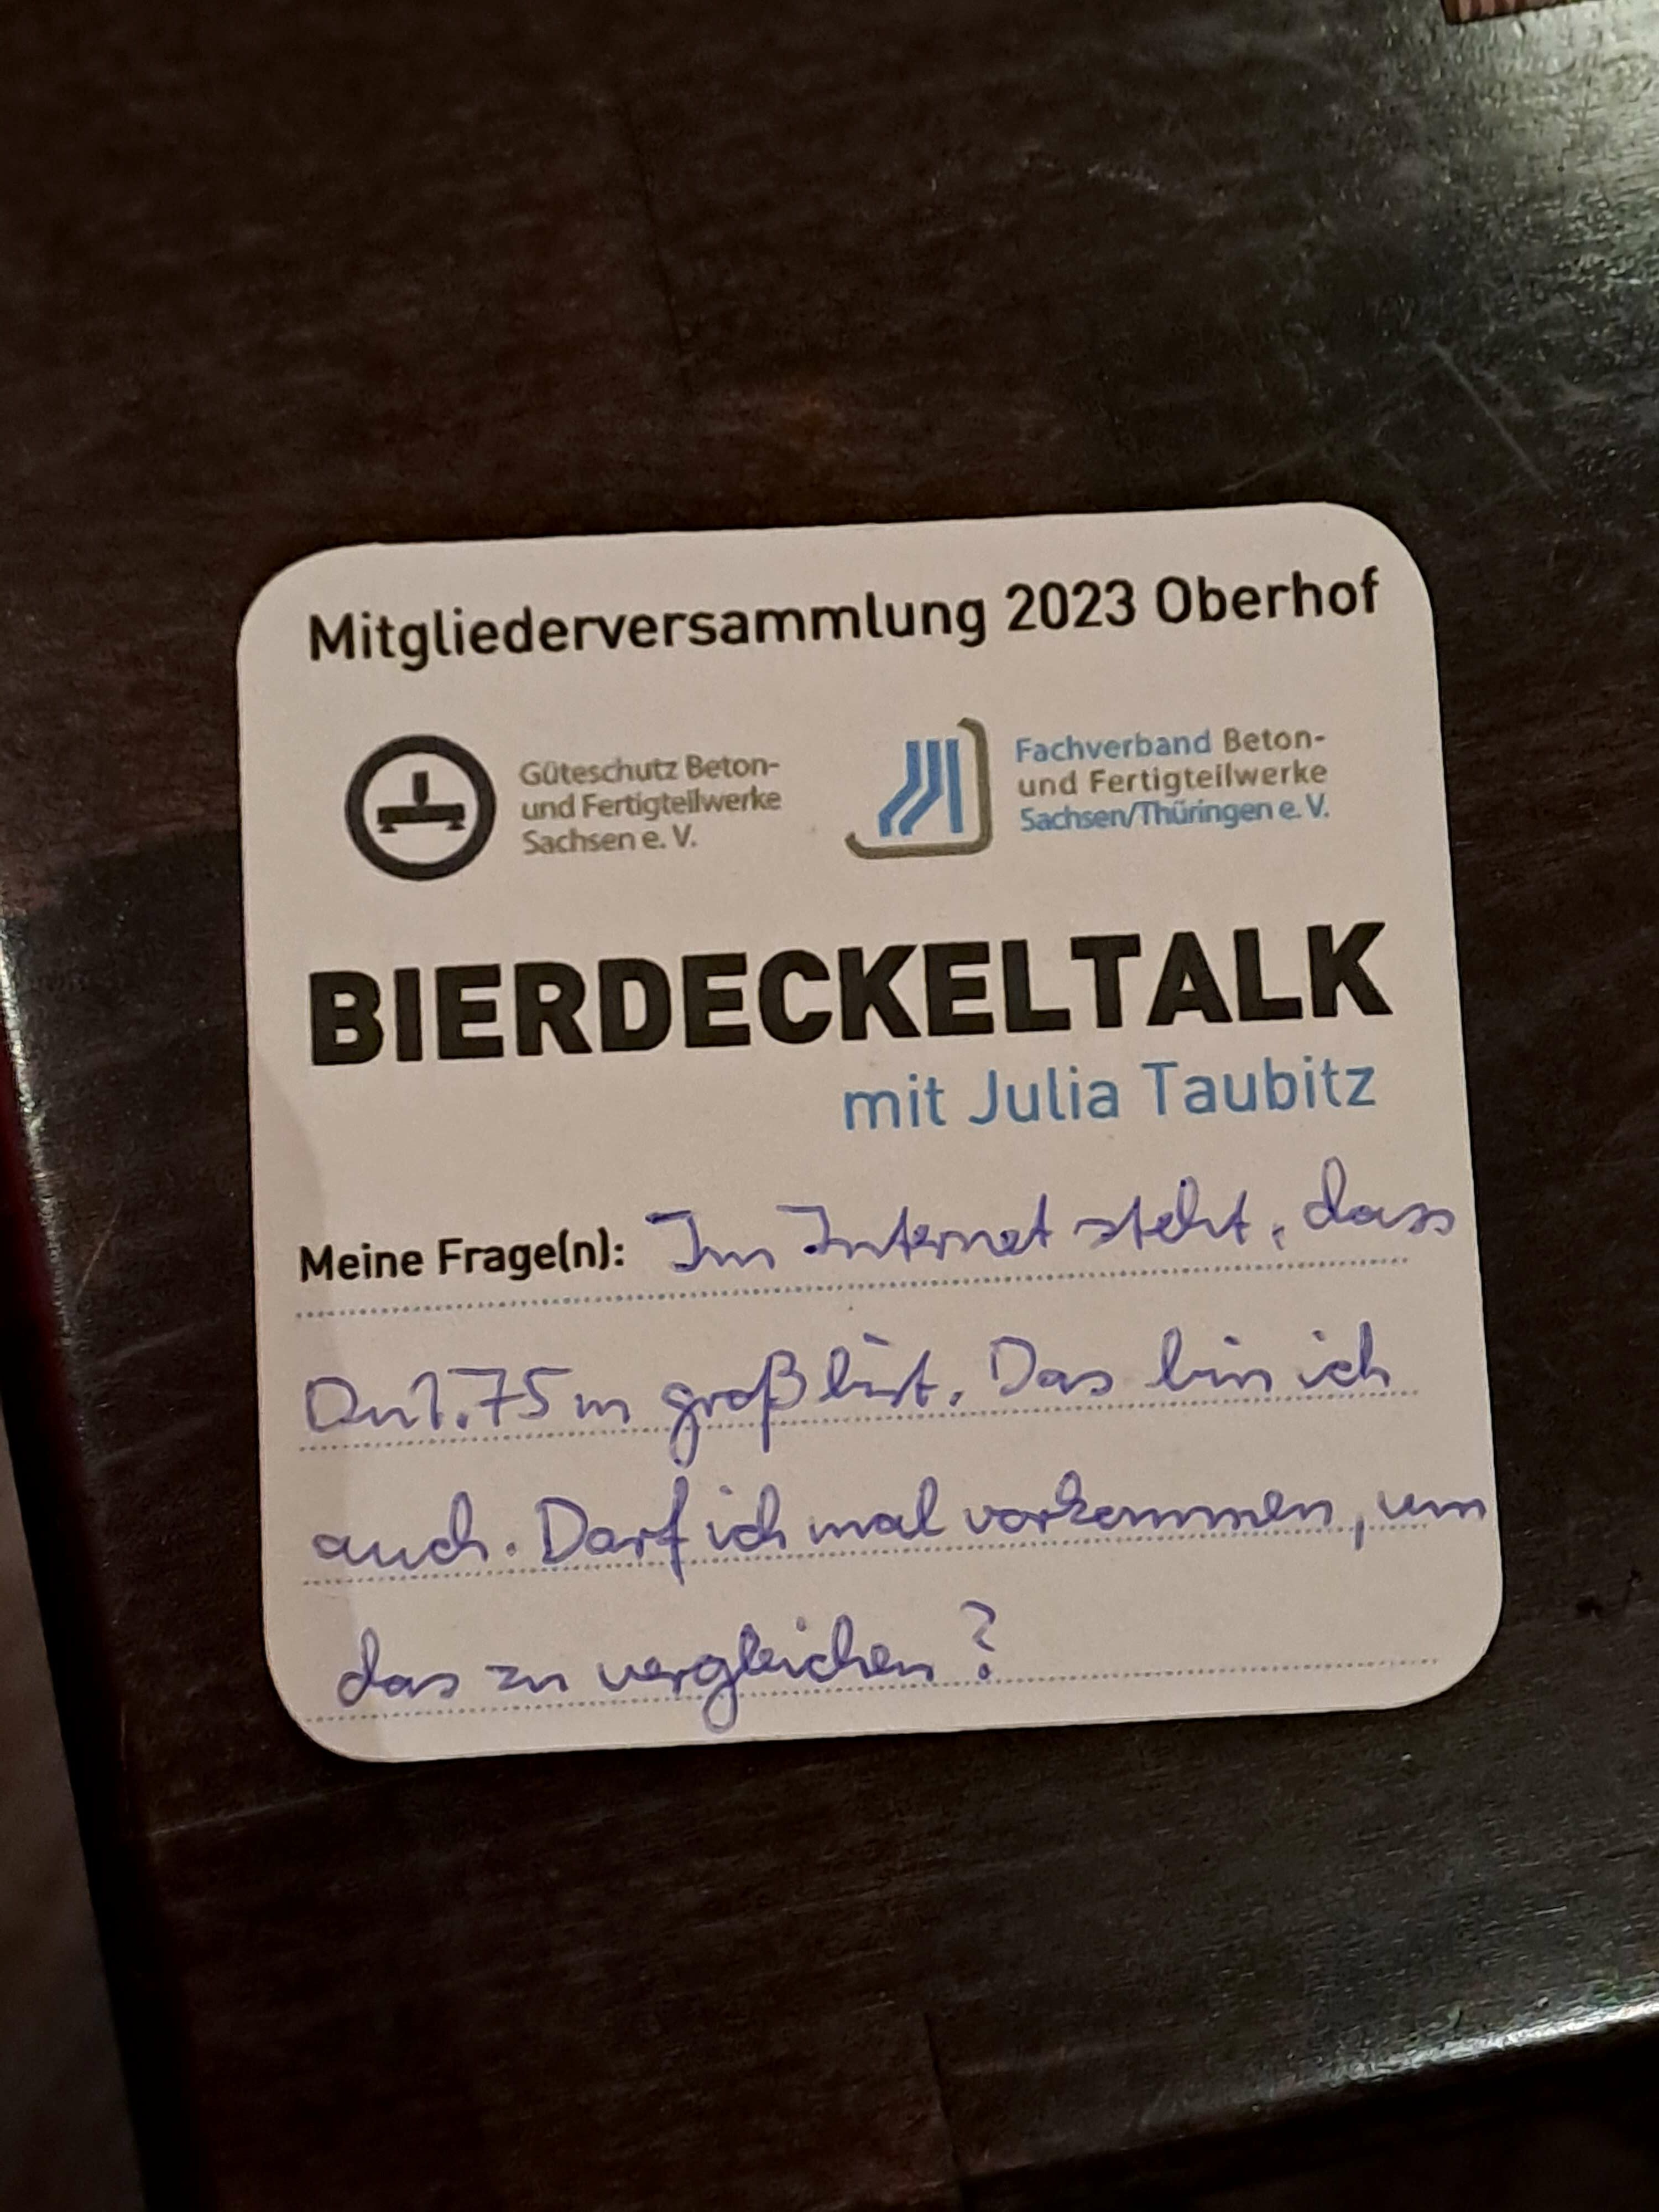 Mitgliederversammlung 2023 Oberhof
Güteschutz Beton-
und Fertigteilwerke
Sachsen e. V.
Fachverband Beton-
und Fertigteilwerke
Sachsen/Thüringen e. V.
BIERDECKELTALK
mit Julia Taubitz
Meine Frage(n): Im Internet steht, dass
Du 1.75 m groß bist. Das bin ich
auch. Darf ich mal vorkommen, um
das zu vergleichen?